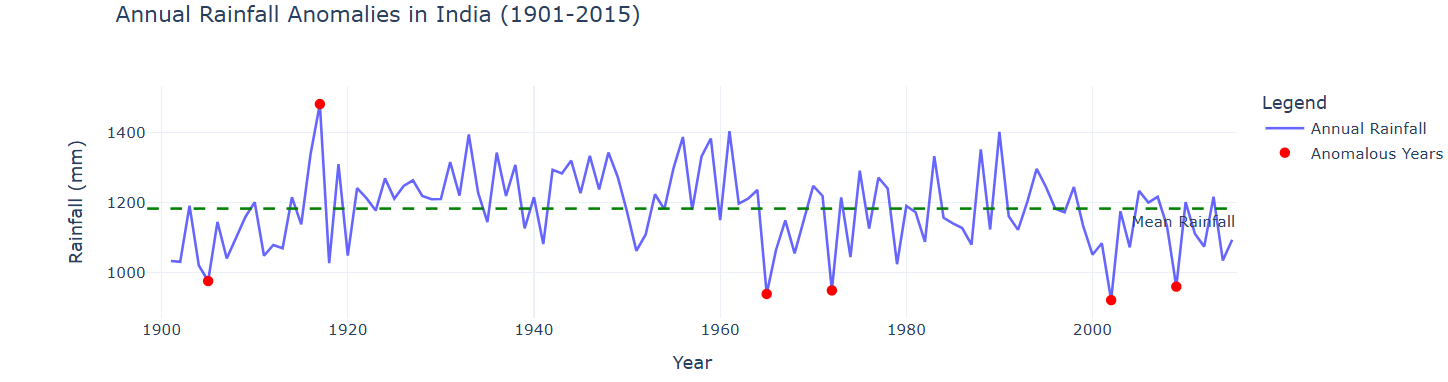 Annual Rainfall Anomalies in India (1901-2015)
Legend
Annual Rainfall
Anomalous Years
Rainfall (mm)
1400
1200
1000
Mean Rainfall
1900 1920 1940 1960 1980 2000
Year